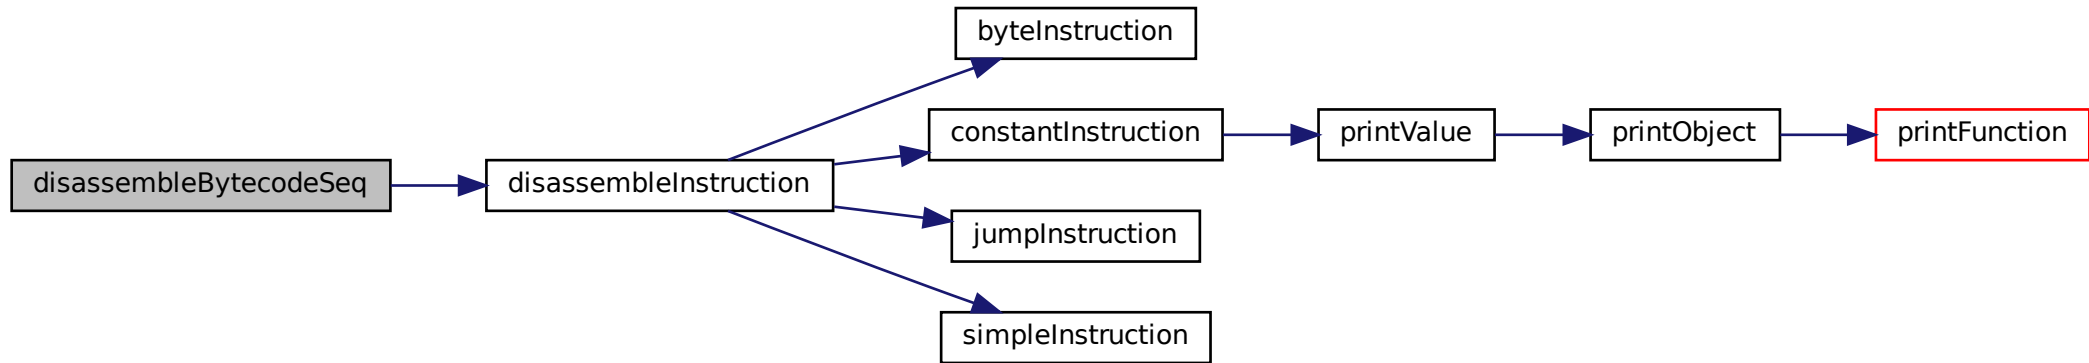 byteInstruction
constantInstruction
printValue
printObject
printFunction
disassembleBytecodeSeq
disassembleInstruction
jumpInstruction
simpleInstruction